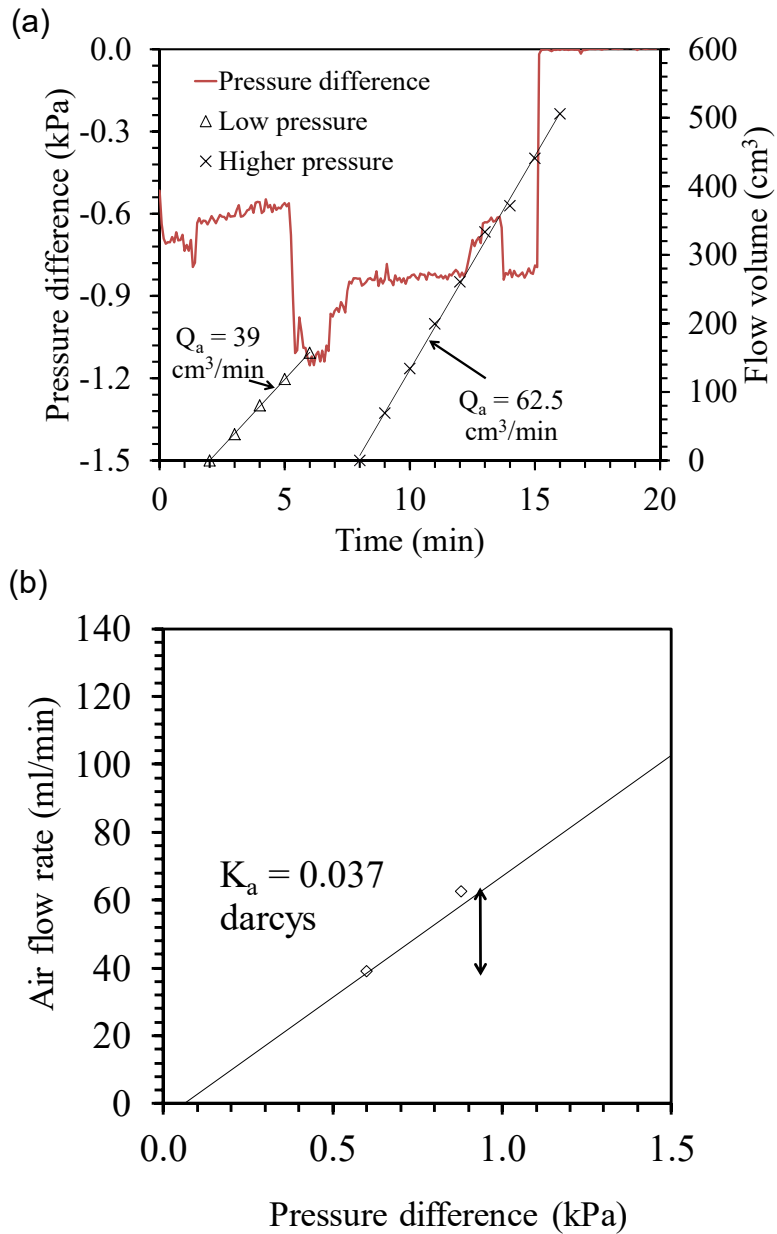 (a)
0.0
-0.3
-0.6
-0.9
-1.2
-1.5
Pressure difference (kPa)
Pressure difference
Low pressure
Higher pressure
Qₐ = 39
cm³/min
Qₐ = 62.5
cm³/min
600
500
400
300
200
100
0
Flow volume (cm³)
0 5 10 15 20
Time (min)
(b)
140
120
100
80
60
40
20
0
Air flow rate (ml/min)
Kₐ = 0.037
darcys
0.0 0.5 1.0 1.5
Pressure difference (kPa)